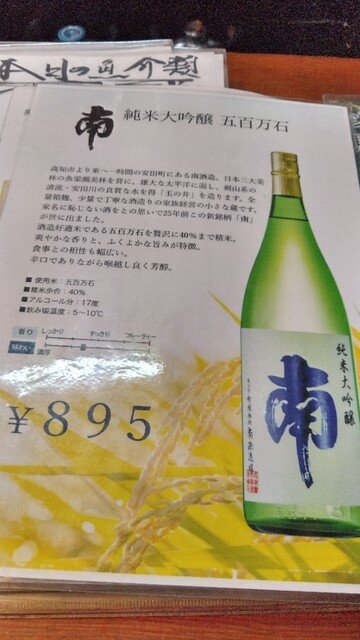 本日の魚介類
南 純米大吟醸 五百万石
高知市より東へ一時間の安田町にある南酒造。日本三大美
林の魚梁瀬美林を背に、雄大な太平洋に面し、剣山系の
清流・安田川の良質な水を得「玉の井」を造ります。全
量箱麹、少量で丁寧な酒造りの家族経営の小さな蔵です。
家名に恥じない酒をとの思いで25年前この新銘柄「南」
が世に出ました。
酒造好適米である五百万石を贅沢に40%まで精米。
爽やかな香りと、ふくよかな旨みが特徴。
食事との相性も幅広い。
辛口でありながら喉越し良く芳醇。
■ 使用米:五百万石
■精米歩合:40%
■アルコール分:17度
■飲み頃温度:5~10℃
香り しっかり すっきり フルーティー
味わい 濃厚
¥895
純米大吟醸
南